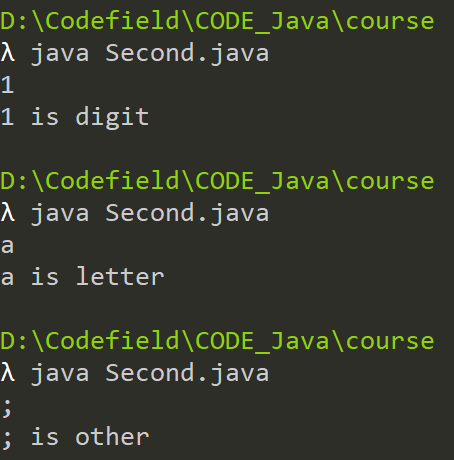 D:\Codefield\CODE_Java\course
λ java Second.java
1
1 is digit
D:\Codefield\CODE_Java\course
λ java Second.java
a
a is letter
D:\Codefield\CODE_Java\course
λ java Second.java
;
; is other